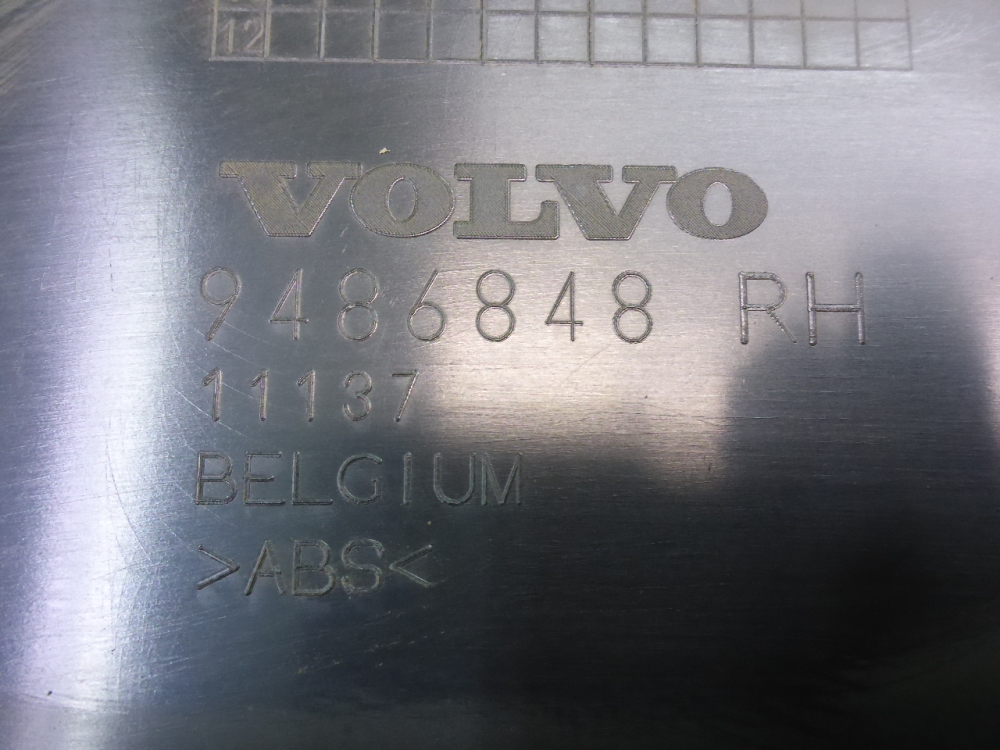 12
VOLVO
9486848 RH
11137
BELGIUM
>ABS<